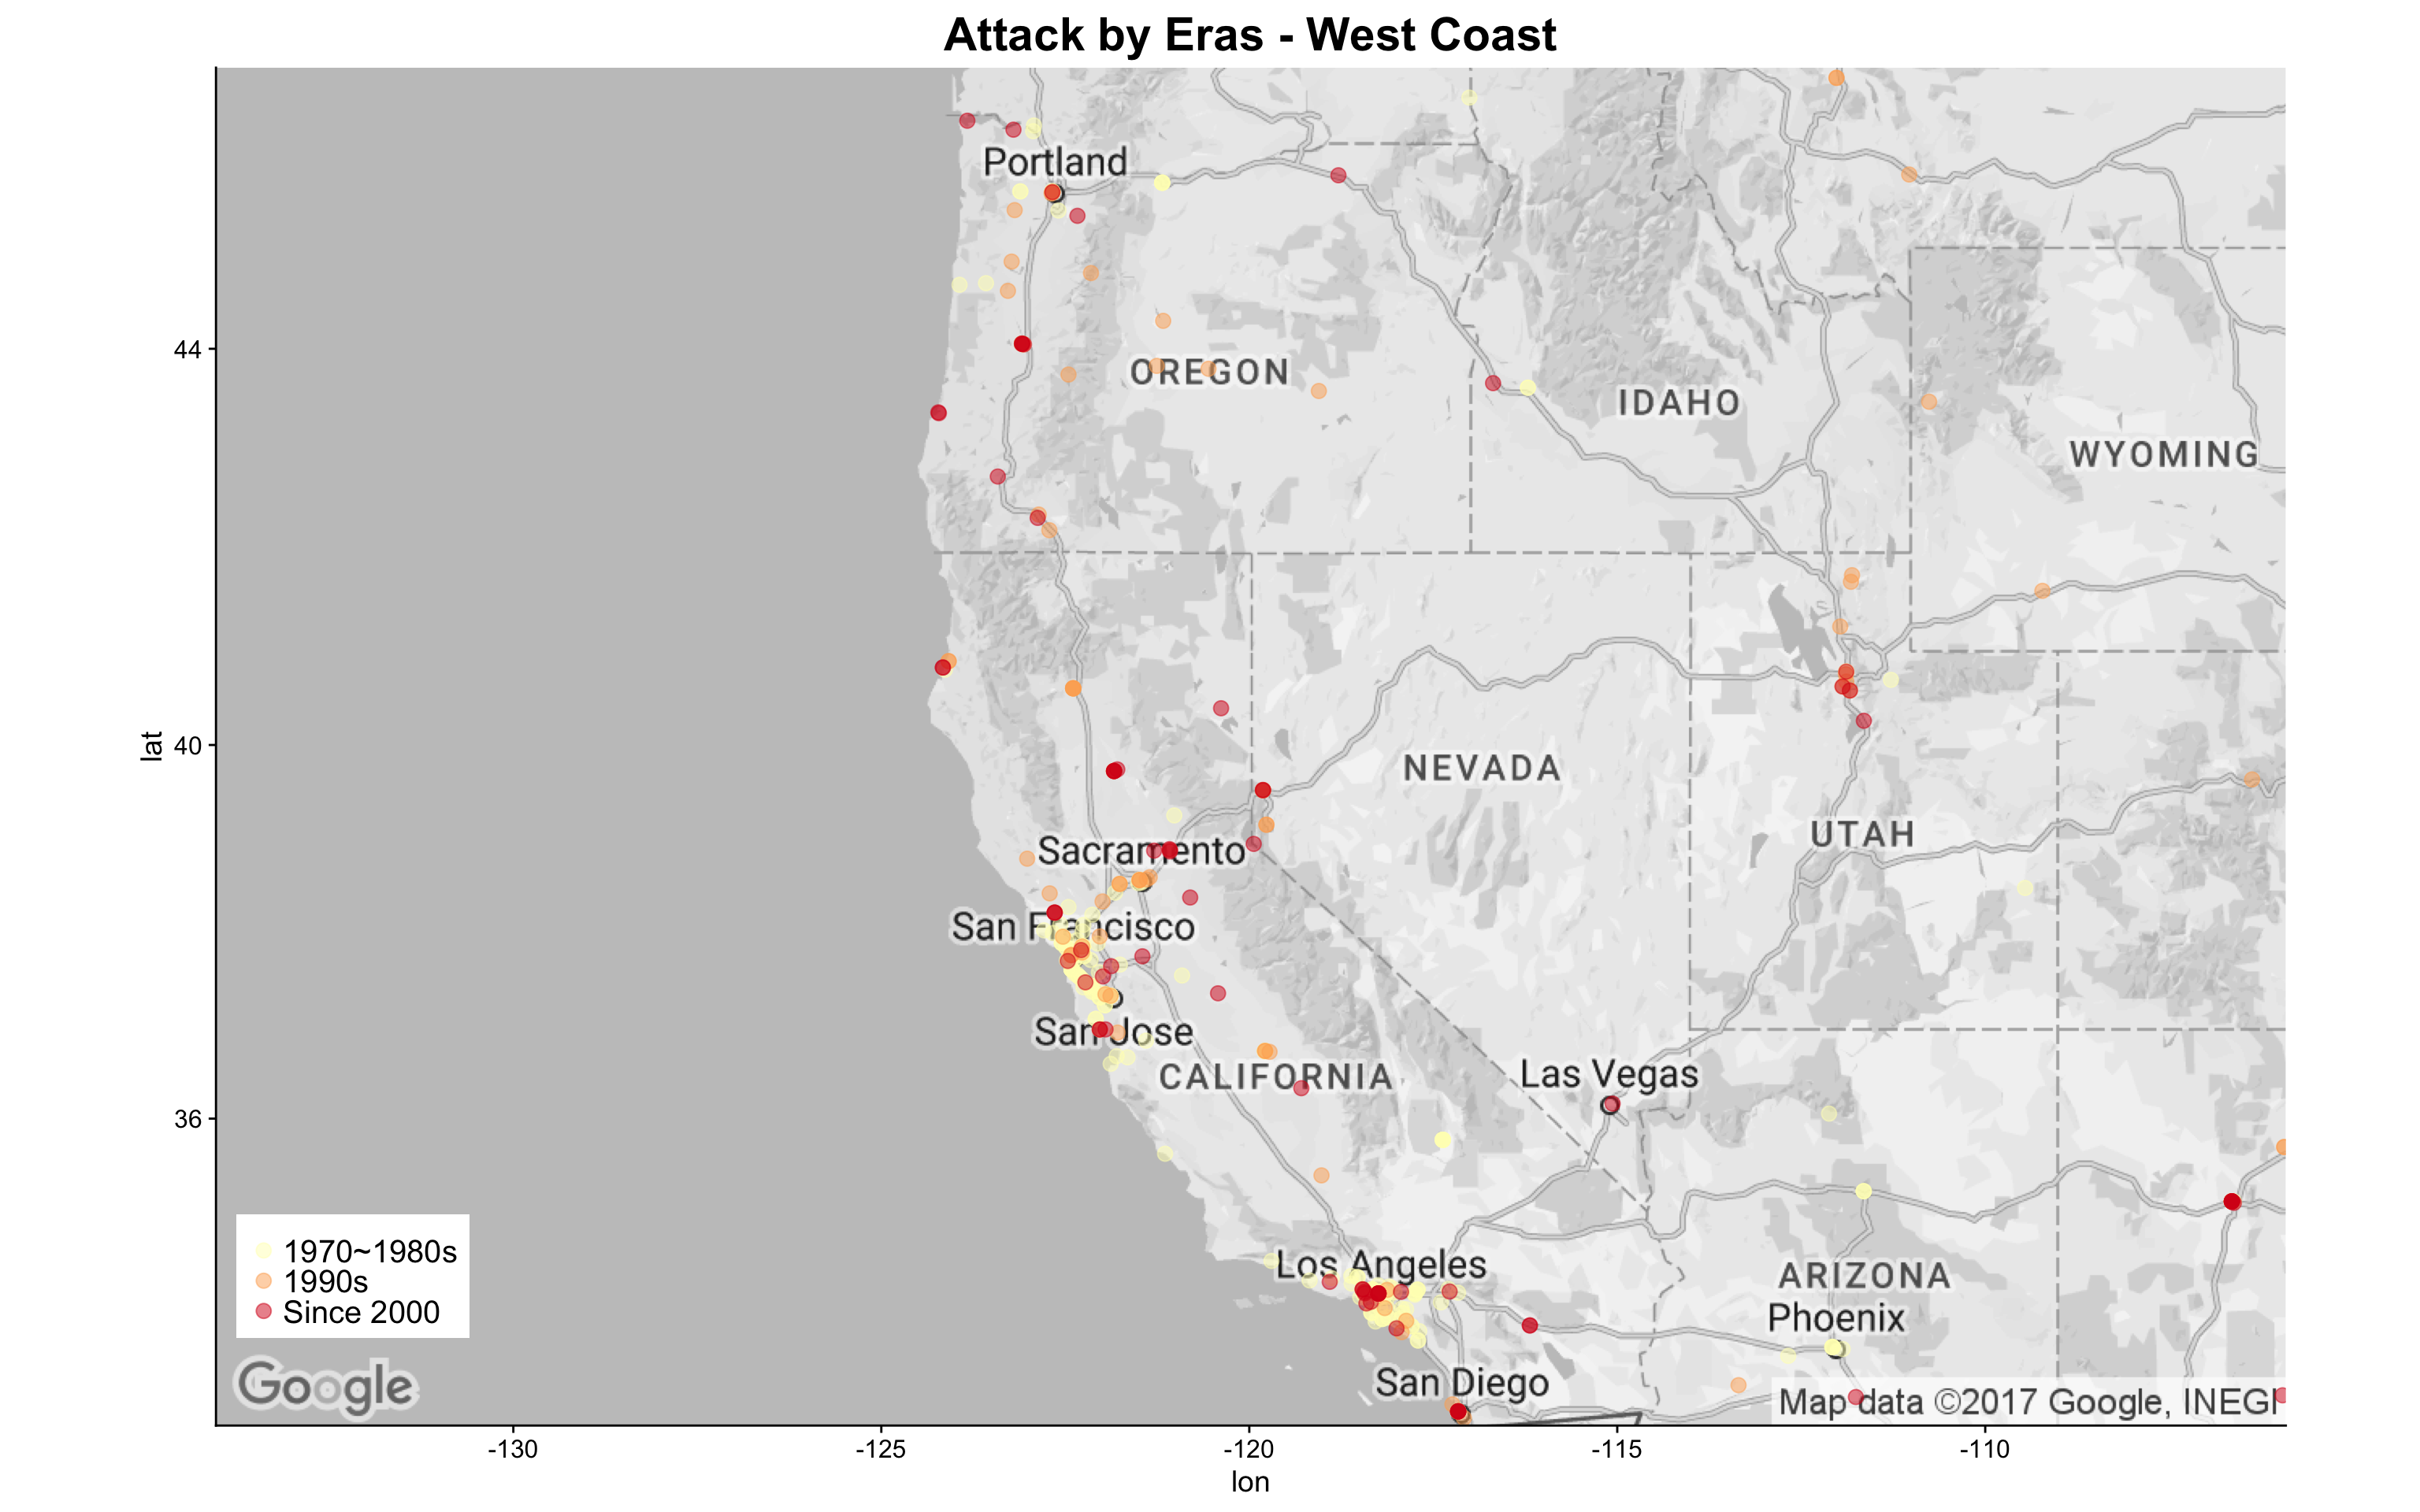 Attack by Eras - West Coast
Portland
44
OREGON
IDAHO
WYOMING
lat
40
NEVADA
UTAH
Sacramento
San Francisco
San Jose
CALIFORNIA
Las Vegas
36
1970~1980s
1990s
Since 2000
Los Angeles
ARIZONA
Phoenix
San Diego
Google
Map data ©2017 Google, INEGI
-130
-125
-120
-115
-110
lon